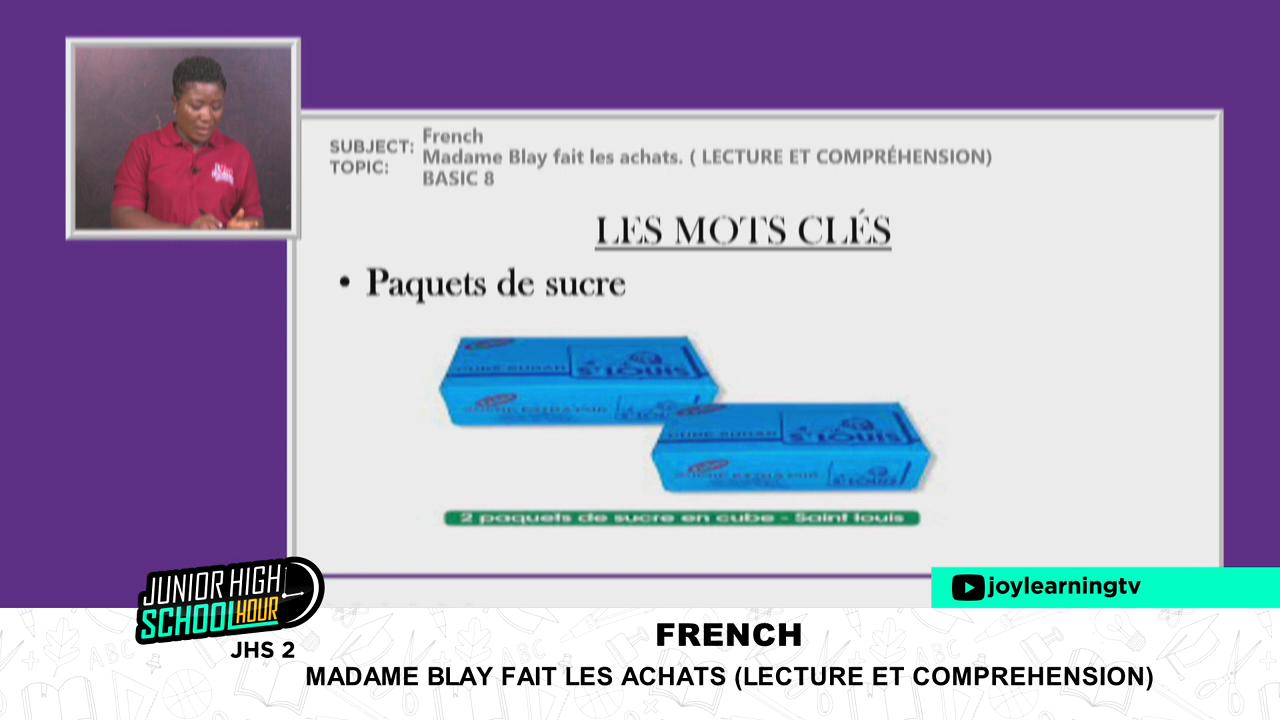 SUBJECT: French
TOPIC: Madame Blay fait les achats. ( LECTURE ET COMPRÉHENSION)
BASIC 8
LES MOTS CLÉS
• Paquets de sucre
CUBE SUGAR ST LOUIS
CUBE SUGAR ST LOUIS
2 paquets de sucre en cube - Saint louis
JUNIOR HIGH
SCHOOL HOUR
JHS 2
joylearningtv
FRENCH
MADAME BLAY FAIT LES ACHATS (LECTURE ET COMPREHENSION)